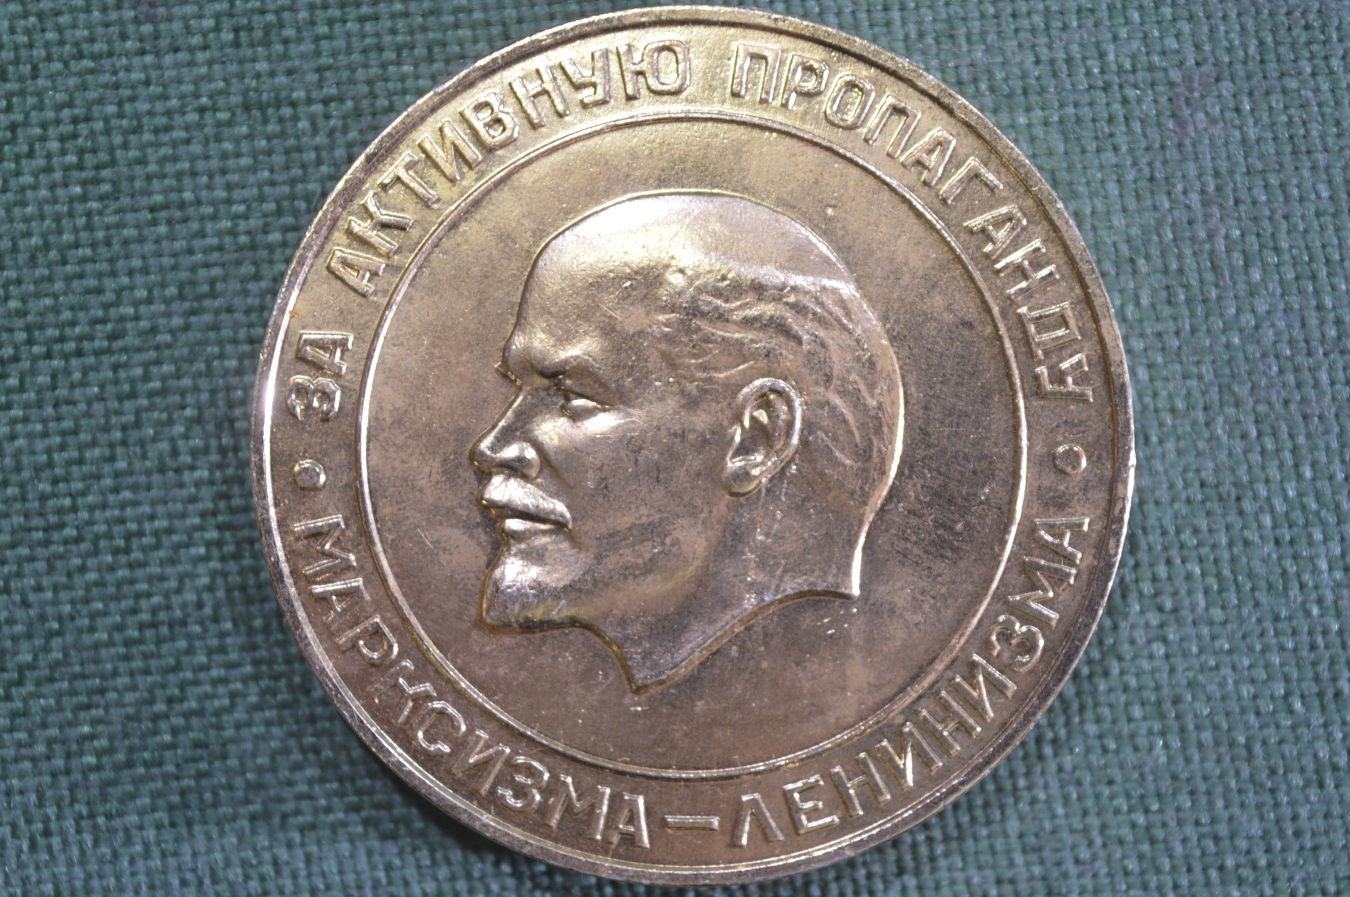 ЗА АКТИВНУЮ ПРОПАГАНДУ
МАРКСИЗМА—ЛЕНИНИЗМА